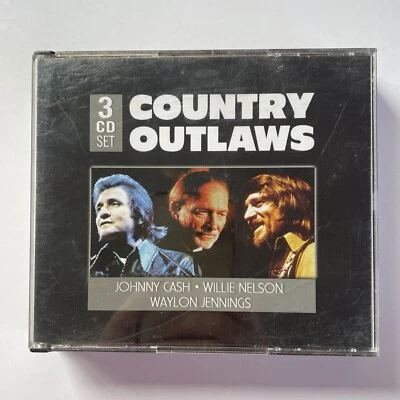 3
CD
SET
COUNTRY
OUTLAWS
JOHNNY CASH • WILLIE NELSON
WAYLON JENNINGS